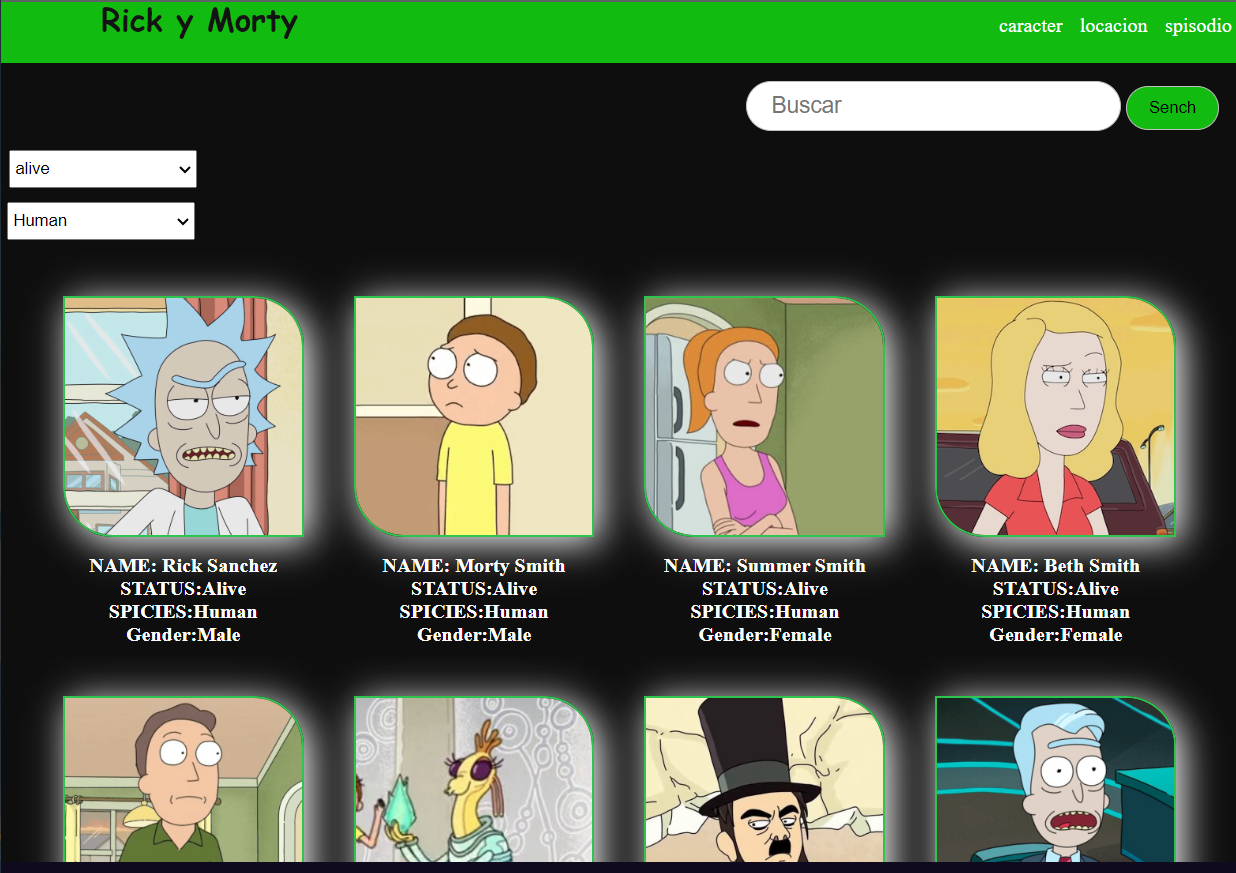 Rick y Morty
caracter locacion spisodio
Buscar
Sench
alive
Human
NAME: Rick Sanchez
STATUS:Alive
SPICIES:Human
Gender:Male
NAME: Morty Smith
STATUS:Alive
SPICIES:Human
Gender:Male
NAME: Summer Smith
STATUS:Alive
SPICIES:Human
Gender:Female
NAME: Beth Smith
STATUS:Alive
SPICIES:Human
Gender:Female